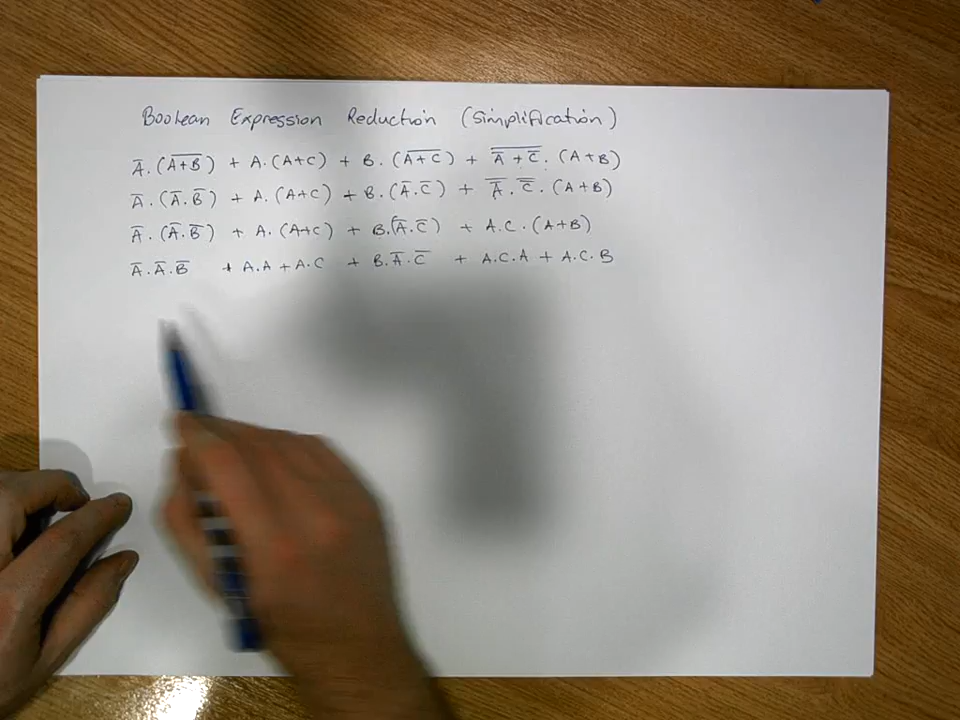 Boolean Expression Reduction (Simplification)
A̅.(A̅+̅B̅) + A.(A+C) + B.(A̅+̅C̅) + A̿+̅C̿.(A+B)
A̅.(A̅.B̅) + A.(A+C) + B.(A̅.C̅) + A̿.C̿.(A+B)
A̅.(A̅.B̅) + A.(A+C) + B.(A̅.C̅) + A.C.(A+B)
A̅.A̅.B̅ + A.A + A.C + B.A̅.C̅ + A.C.A + A.C.B